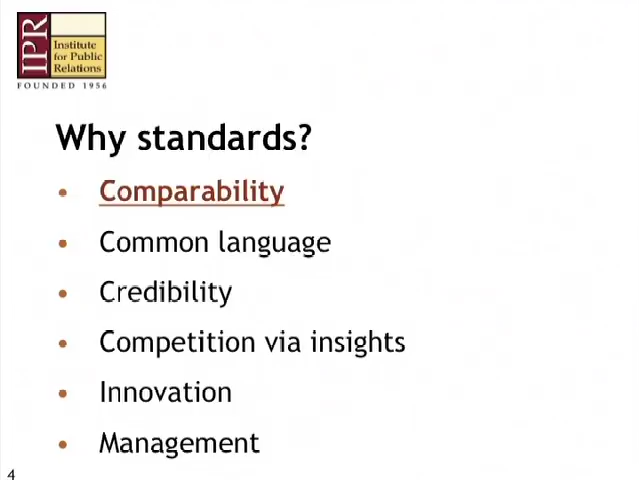 IPR
Institute
for Public
Relations
FOUNDED 1956
Why standards?
• Comparability
• Common language
• Credibility
• Competition via insights
• Innovation
• Management
4